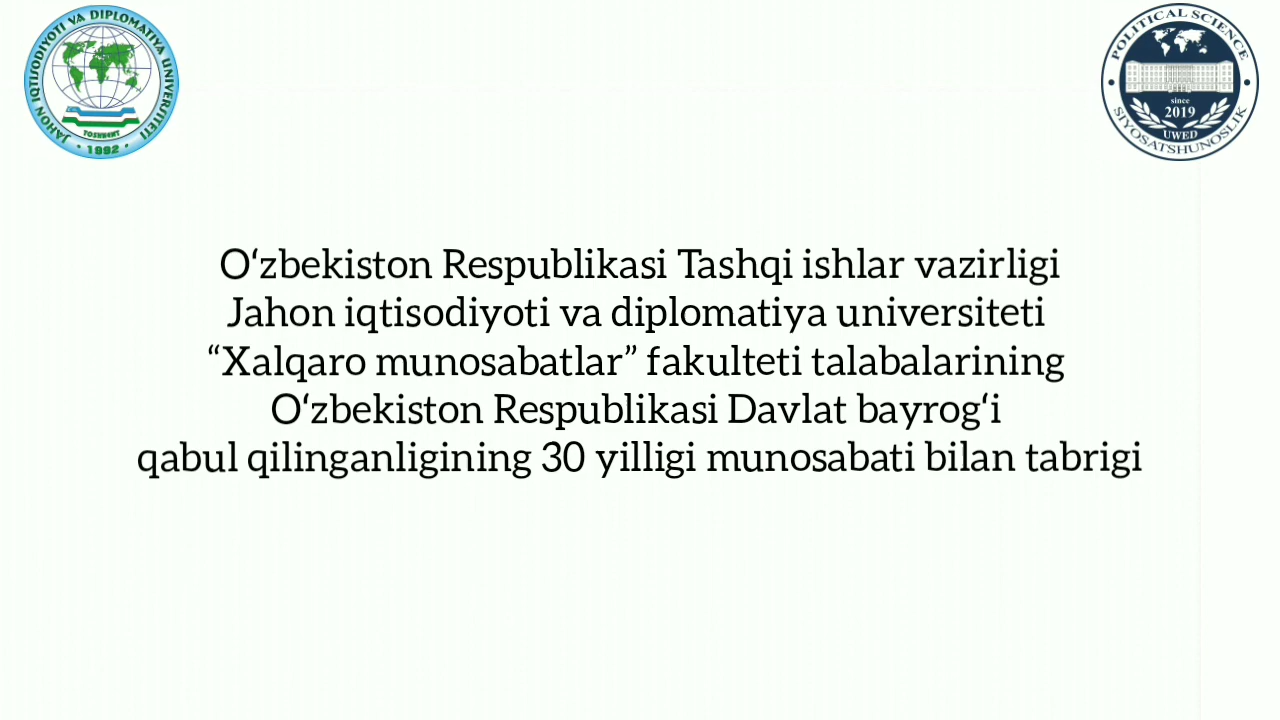 JAHON IQTISODIYOTI VA DIPLOMATIYA UNIVERSITETI
TOSHKENT
• 1992 •
POLITICAL SCIENCE
since
2019
UWED
SIYOSATSHUNOSLIK
O‘zbekiston Respublikasi Tashqi ishlar vazirligi
Jahon iqtisodiyoti va diplomatiya universiteti
“Xalqaro munosabatlar” fakulteti talabalarining
O‘zbekiston Respublikasi Davlat bayrog‘i
qabul qilinganligining 30 yilligi munosabati bilan tabrigi